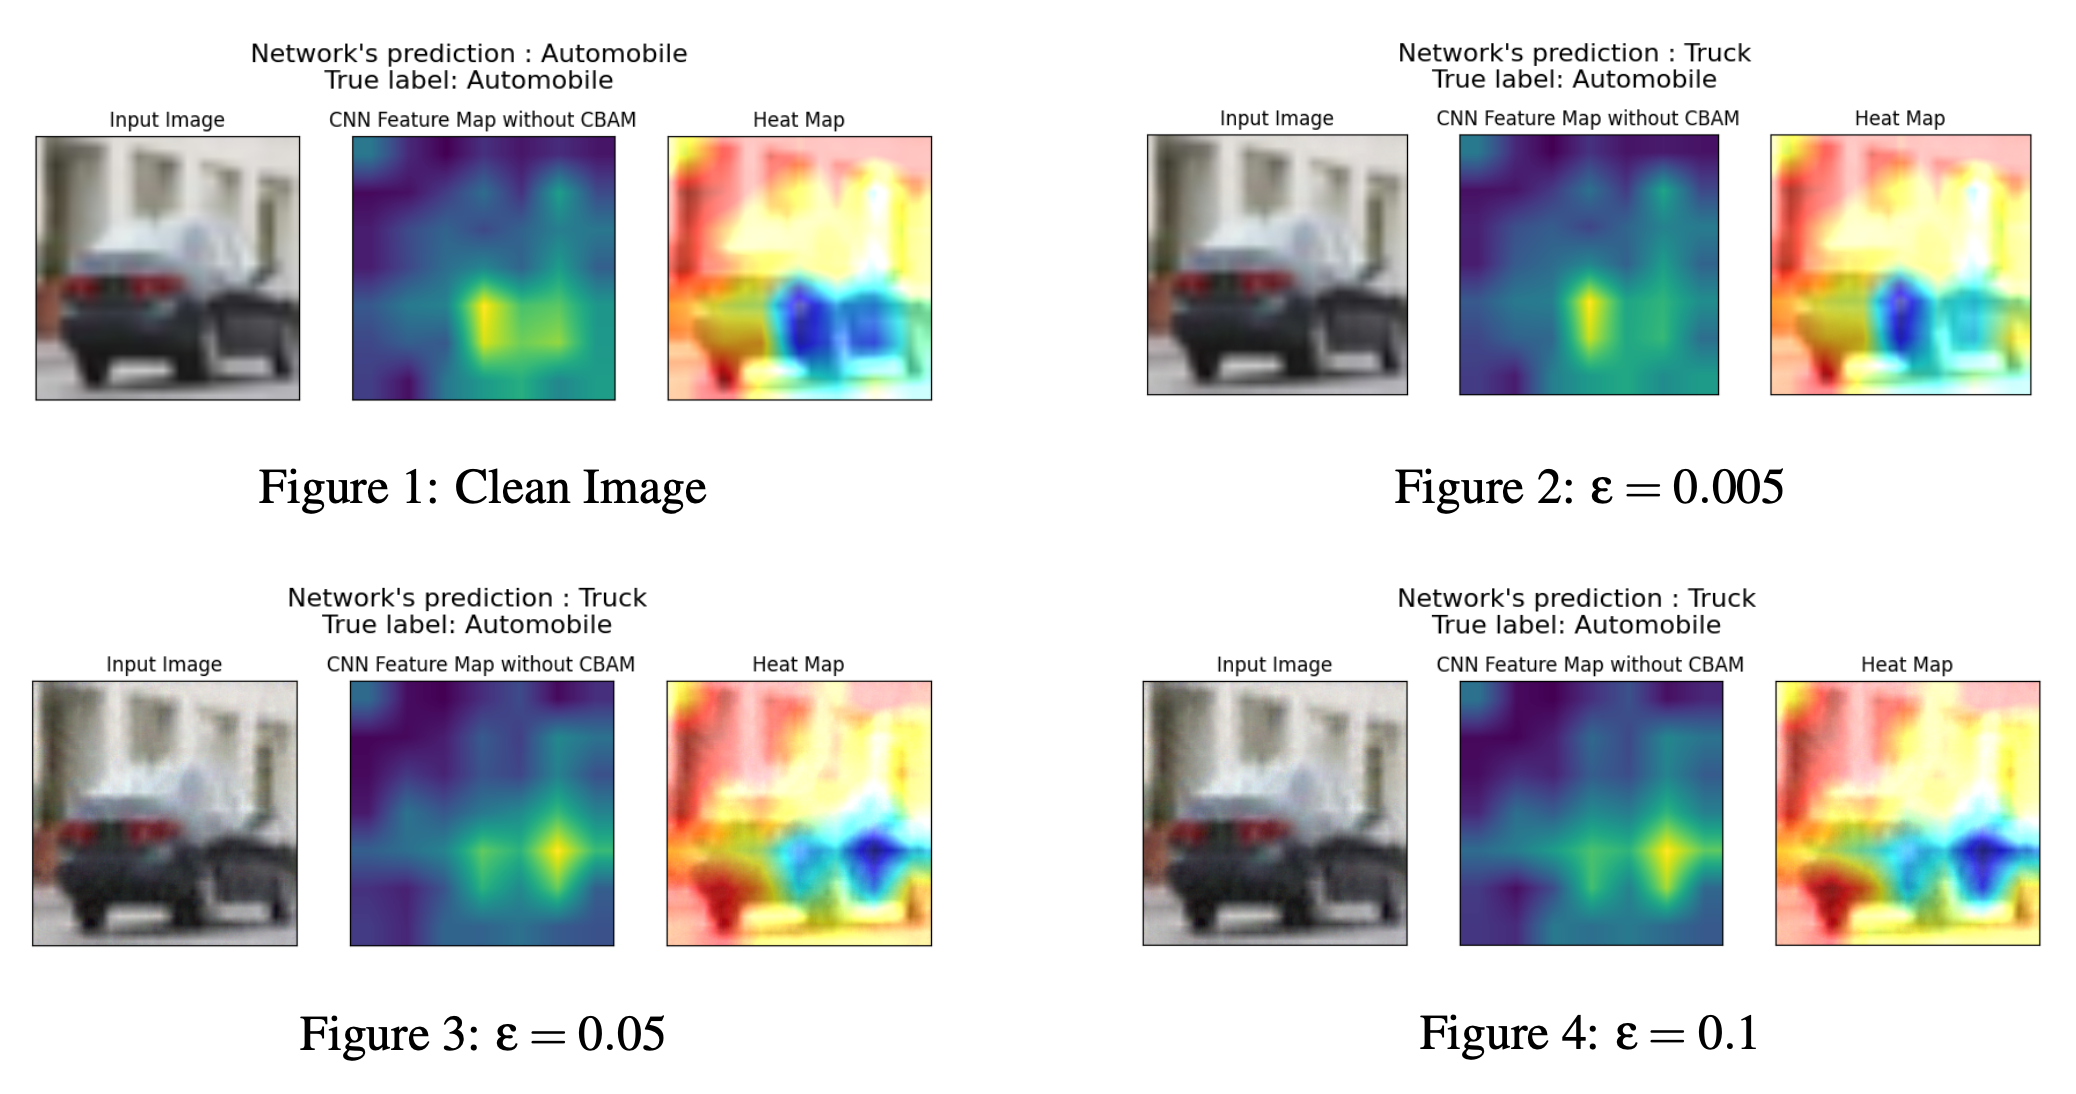 Network's prediction : Automobile
True label: Automobile
Input Image
CNN Feature Map without CBAM
Heat Map
Figure 1: Clean Image
Network's prediction : Truck
True label: Automobile
Input Image
CNN Feature Map without CBAM
Heat Map
Figure 2: ε = 0.005
Network's prediction : Truck
True label: Automobile
Input Image
CNN Feature Map without CBAM
Heat Map
Figure 3: ε = 0.05
Network's prediction : Truck
True label: Automobile
Input Image
CNN Feature Map without CBAM
Heat Map
Figure 4: ε = 0.1